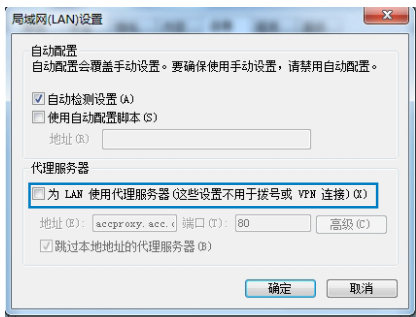 局域网(LAN)设置
自动配置
自动配置会覆盖手动设置。要确保使用手动设置，请禁用自动配置。
自动检测设置(A)
使用自动配置脚本(S)
地址(R)
代理服务器
为 LAN 使用代理服务器(这些设置不用于拨号或 VPN 连接)(X)
地址(E): accproxy.acc. 端口(T): 80 高级(C)
跳过本地地址的代理服务器(B)
确定 取消